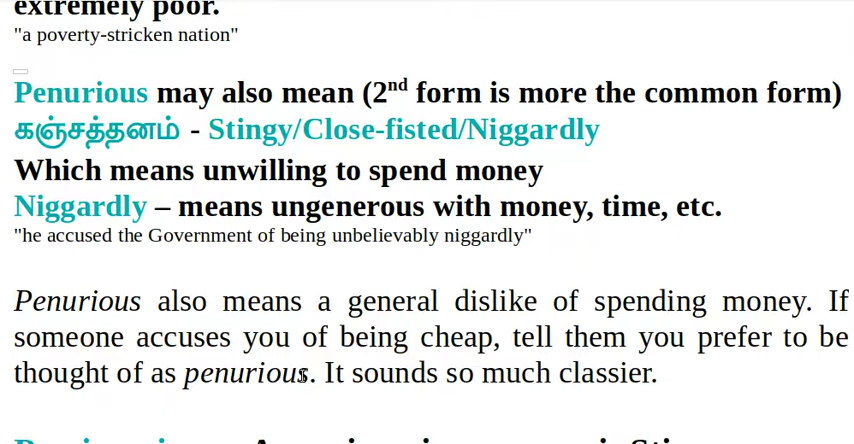 extremely poor.
"a poverty-stricken nation"
Penurious may also mean (2nd form is more the common form)
கஞ்சத்தனம் - Stingy/Close-fisted/Niggardly
Which means unwilling to spend money
Niggardly – means ungenerous with money, time, etc.
"he accused the Government of being unbelievably niggardly"
Penurious also means a general dislike of spending money. If
someone accuses you of being cheap, tell them you prefer to be
thought of as penurious. It sounds so much classier.